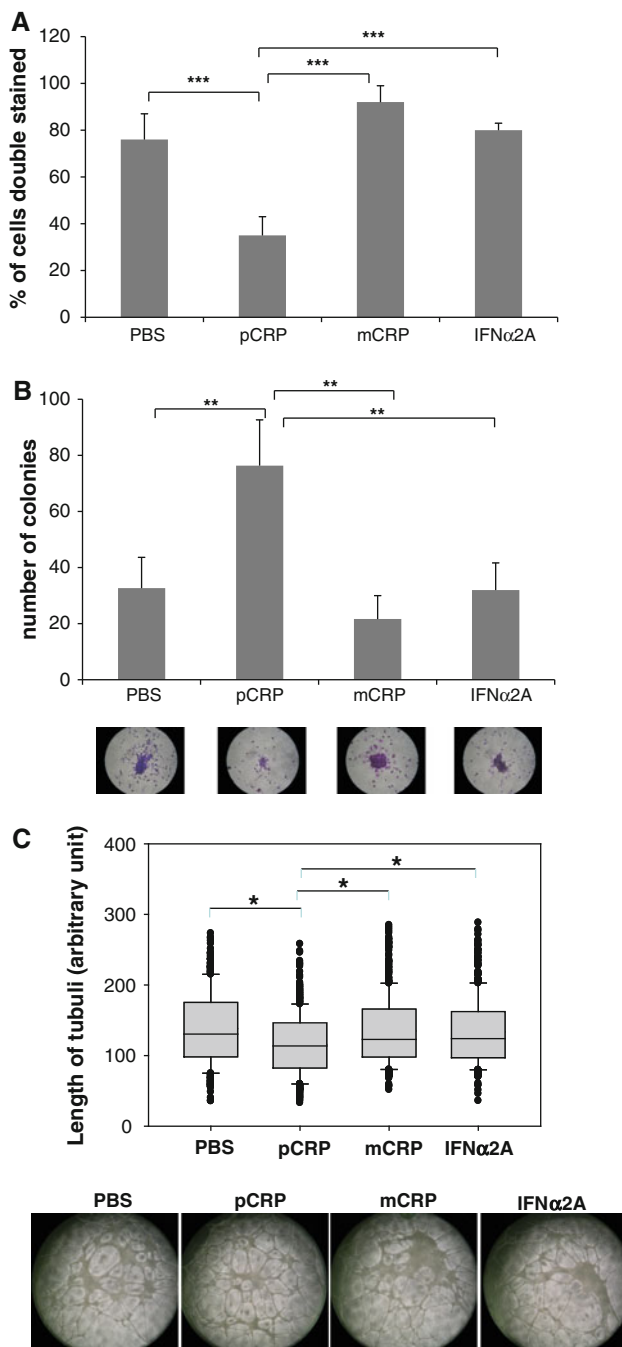 A
% of cells double stained
120
100
80
60
40
20
0
***
***
***
PBS pCRP mCRP IFNα2A
B
number of colonies
100
80
60
40
20
0
**
**
**
PBS pCRP mCRP IFNα2A
C
Length of tubuli (arbitrary unit)
400
300
200
100
0
*
*
*
PBS pCRP mCRP IFNα2A
PBS pCRP mCRP IFNα2A